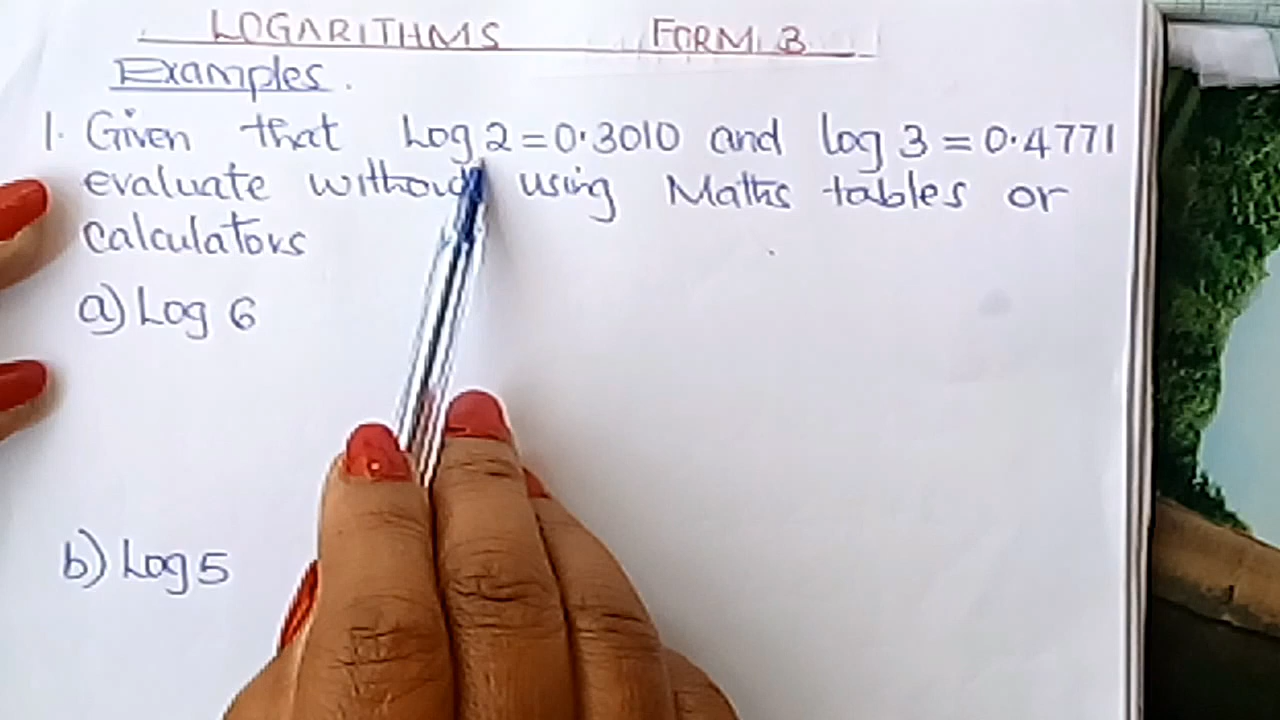 LOGARITHMS FORM 3
Examples.
1. Given that Log 2 = 0.3010 and log 3 = 0.4771
evaluate without using Maths tables or
calculators
a) Log 6
b) Log 5